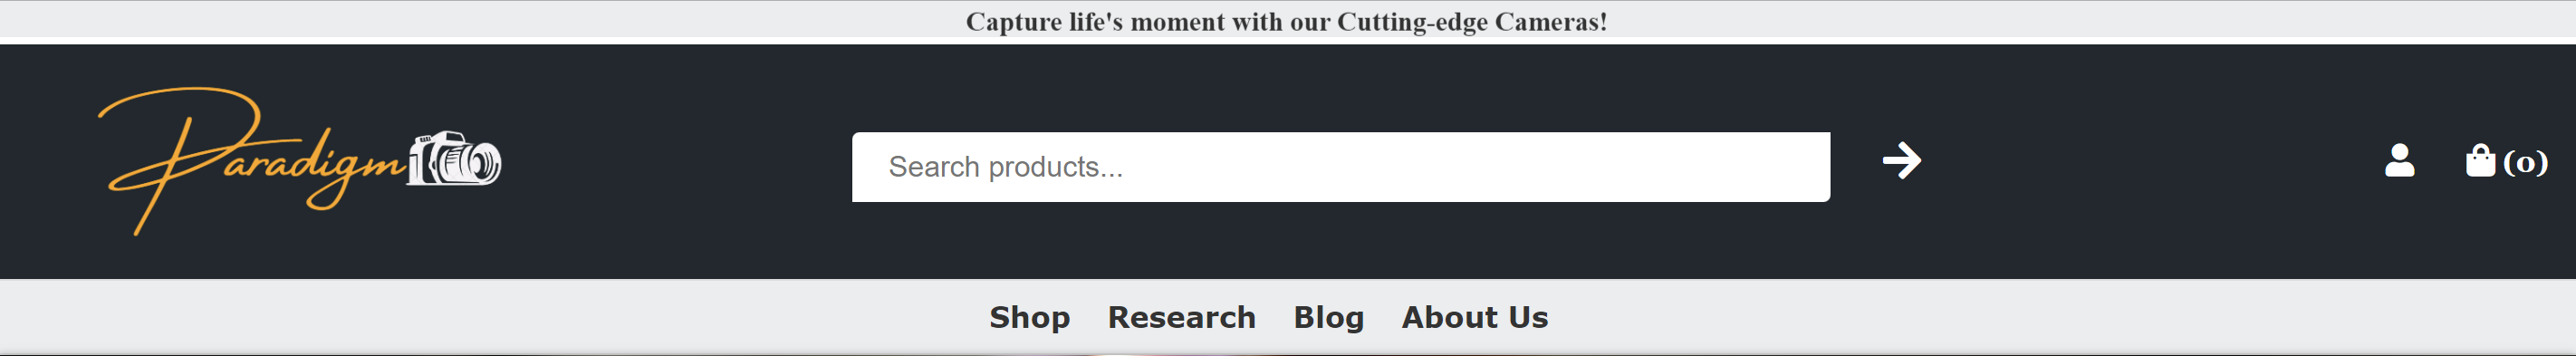 Capture life's moment with our Cutting-edge Cameras!
Paradigm
Search products...
(0)
Shop Research Blog About Us